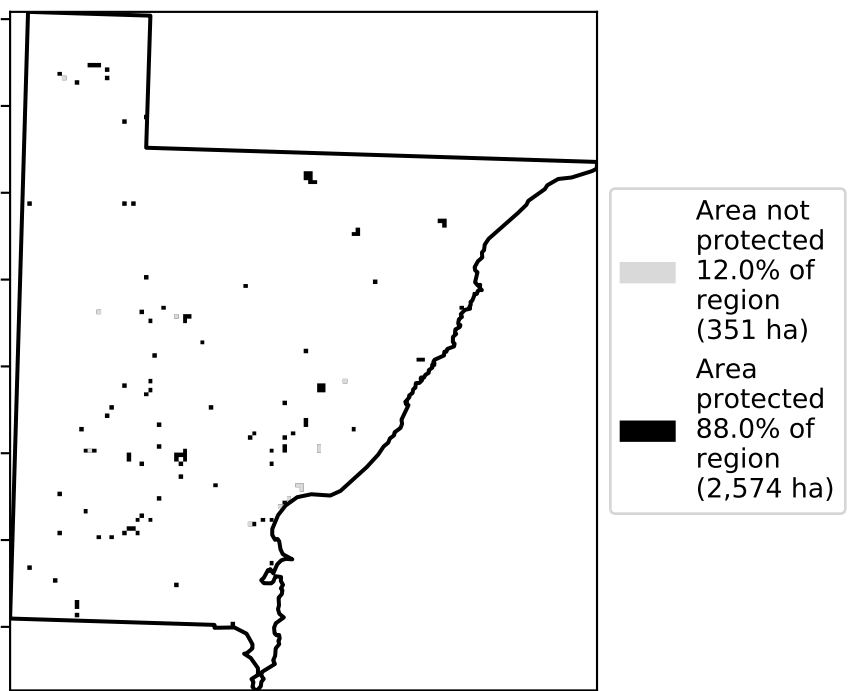 Area not
protected
12.0% of
region
(351 ha)
Area
protected
88.0% of
region
(2,574 ha)